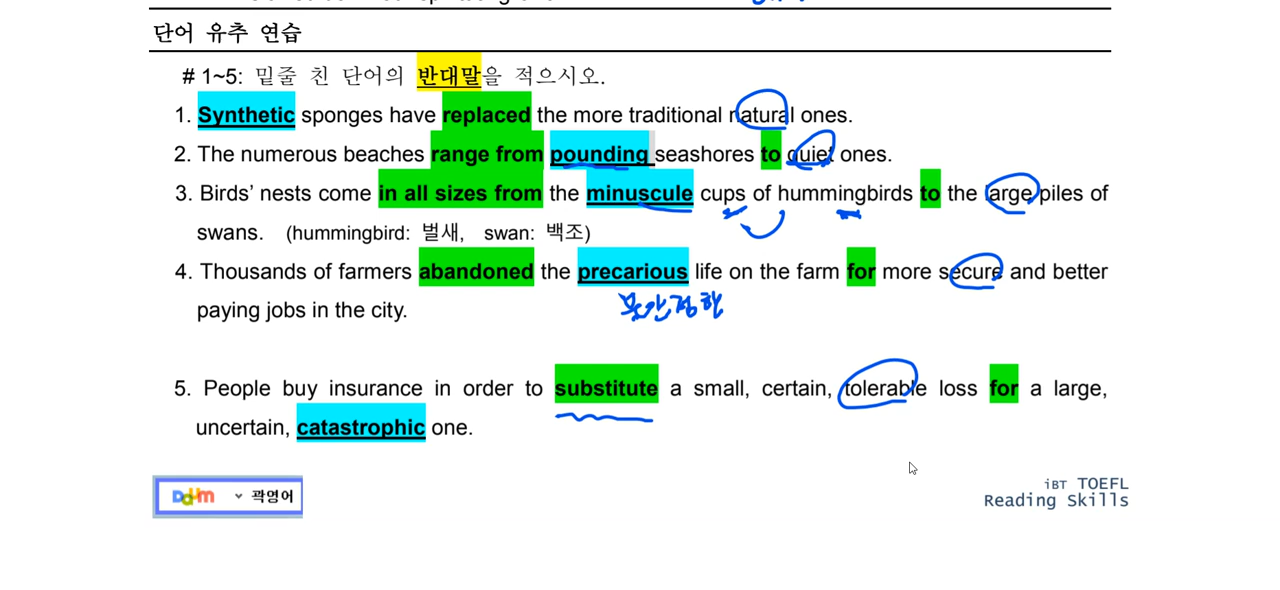 단어 유추 연습
# 1~5: 밑줄 친 단어의 반대말을 적으시오.
1. Synthetic sponges have replaced the more traditional natural ones.
2. The numerous beaches range from pounding seashores to quiet ones.
3. Birds’ nests come in all sizes from the minuscule cups of hummingbirds to the large piles of
swans. (hummingbird: 벌새, swan: 백조)
4. Thousands of farmers abandoned the precarious life on the farm for more secure and better
불안정한
paying jobs in the city.
5. People buy insurance in order to substitute a small, certain, tolerable loss for a large,
uncertain, catastrophic one.
Daum 곽영어
iBT TOEFL
Reading Skills